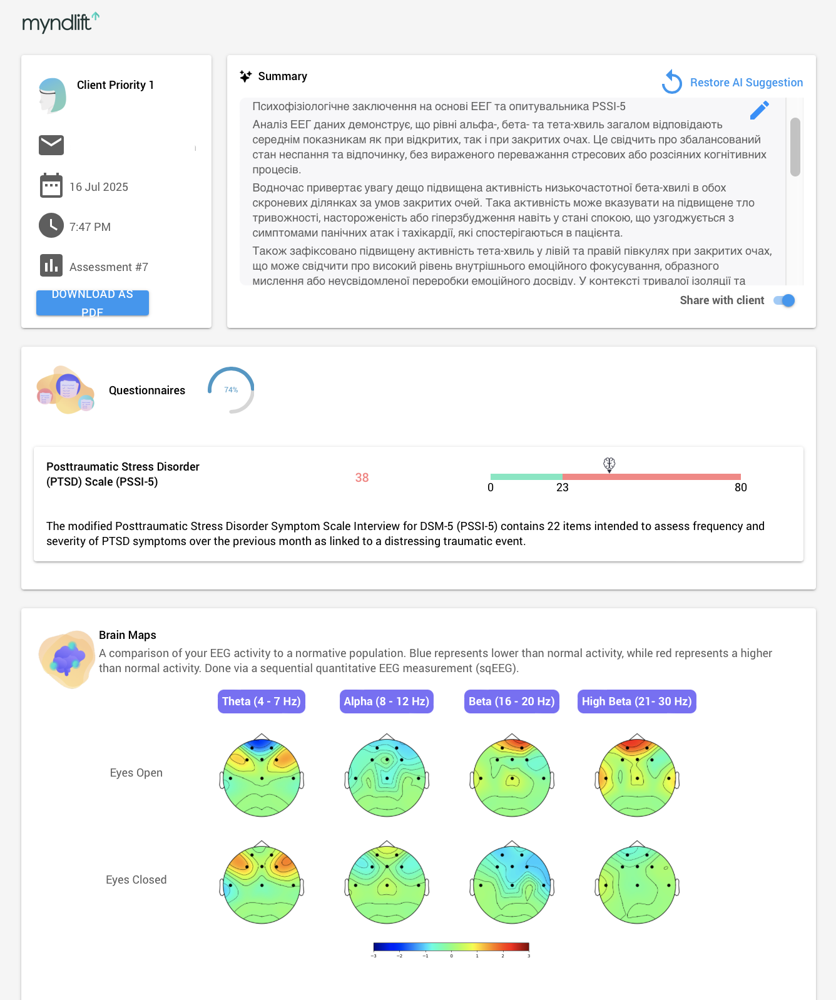 myndlift
Client Priority 1
16 Jul 2025
7:47 PM
Assessment #7
DOWNLOAD AS
PDF
Summary
Restore AI Suggestion
Психофізіологічне заключення на основі ЕЕГ та опитувальника PSSI-5
Аналіз ЕЕГ даних демонструє, що рівні альфа-, бета- та тета-хвиль загалом відповідають
середнім показникам як при відкритих, так і при закритих очах. Це свідчить про збалансований
стан неспання та відпочинку, без вираженого переважання стресових або розсіяних когнітивних
процесів.
Водночас привертає увагу дещо підвищена активність низькочастотної бета-хвилі в обох
скроневих ділянках за умов закритих очей. Така активність може вказувати на підвищене тло
тривожності, настороженість або гіперзбудження навіть у стані спокою, що узгоджується з
симптомами панічних атак і тахікардії, які спостерігаються в пацієнта.
Також зафіксовано підвищену активність тета-хвиль у лівій та правій півкулях при закритих очах,
що може свідчити про високий рівень внутрішнього емоційного фокусування, образного
мислення або неусвідомленої переробки емоційного досвіду. У контексті тривалої ізоляції та
Share with client
Questionnaires
74%
Posttraumatic Stress Disorder
(PTSD) Scale (PSSI-5)
38
0 23 80
The modified Posttraumatic Stress Disorder Symptom Scale Interview for DSM-5 (PSSI-5) contains 22 items intended to assess frequency and
severity of PTSD symptoms over the previous month as linked to a distressing traumatic event.
Brain Maps
A comparison of your EEG activity to a normative population. Blue represents lower than normal activity, while red represents a higher
than normal activity. Done via a sequential quantitative EEG measurement (sqEEG).
Theta (4 - 7 Hz) Alpha (8 - 12 Hz) Beta (16 - 20 Hz) High Beta (21- 30 Hz)
Eyes Open
Eyes Closed
−3 −2 −1 0 1 2 3